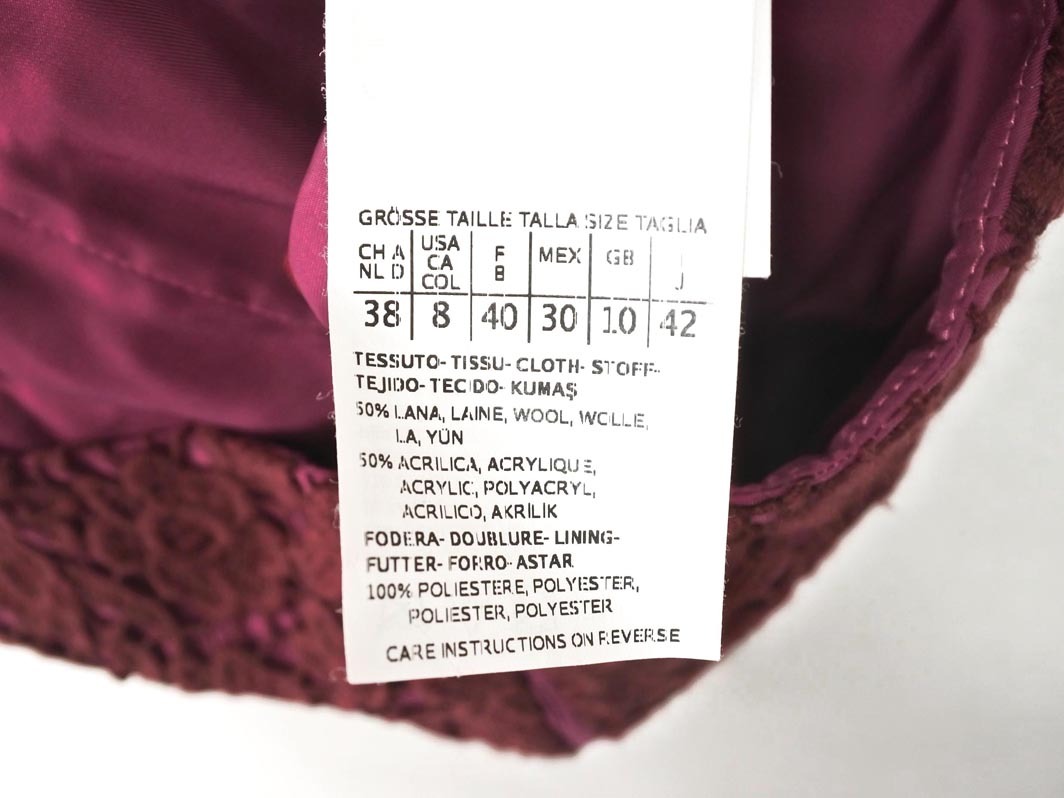 GRÖSSE TAILLE TALLA SIZE TAGLIA
CH A NL D USA CA COL F B MEX GB I J
38 8 40 30 10 42
TESSUTO- TISSU- CLOTH- STOFF-
TEJIDO- TECIDO- KUMAŞ
50% LANA, LAINE, WOOL, WOLLE,
LA, YÜN
50% ACRILICA, ACRYLIQUE,
ACRYLIC, POLYACRYL,
ACRILICO, AKRİLİK
FODERA- DOUBLURE- LINING-
FUTTER- FORRO- ASTAR
100% POLIESTERE, POLYESTER,
POLIESTER, POLYESTER
CARE INSTRUCTIONS ON REVERSE